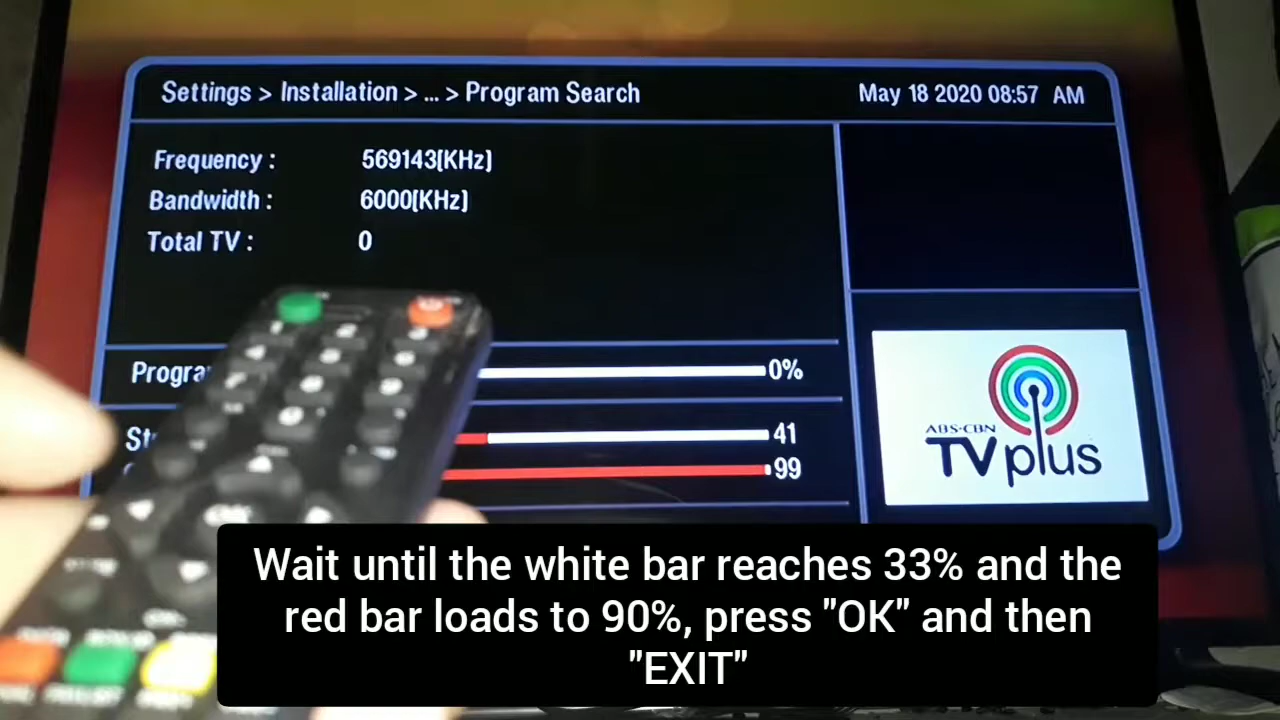 Settings > Installation > ... > Program Search
May 18 2020 08:57 AM
Frequency : 569143[KHz]
Bandwidth : 6000[KHz]
Total TV : 0
0%
41
99
ABS-CBN
TVplus
Wait until the white bar reaches 33% and the
red bar loads to 90%, press "OK" and then
"EXIT"